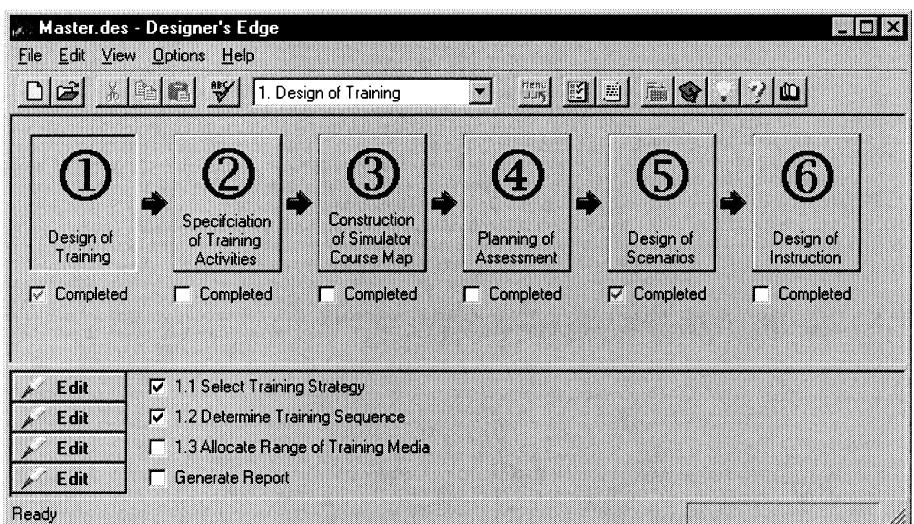 Master.des - Designer's Edge
File Edit View Options Help
ABC 1. Design of Training Menu
1 2 3 4 5 6
Design of
Training
Specifciation
of Training
Activities
Construction
of Simulator
Course Map
Planning of
Assessment
Design of
Scenarios
Design of
Instruction
Completed Completed Completed Completed Completed Completed
Edit 1.1 Select Training Strategy
Edit 1.2 Determine Training Sequence
Edit 1.3 Allocate Range of Training Media
Edit Generate Report
Ready